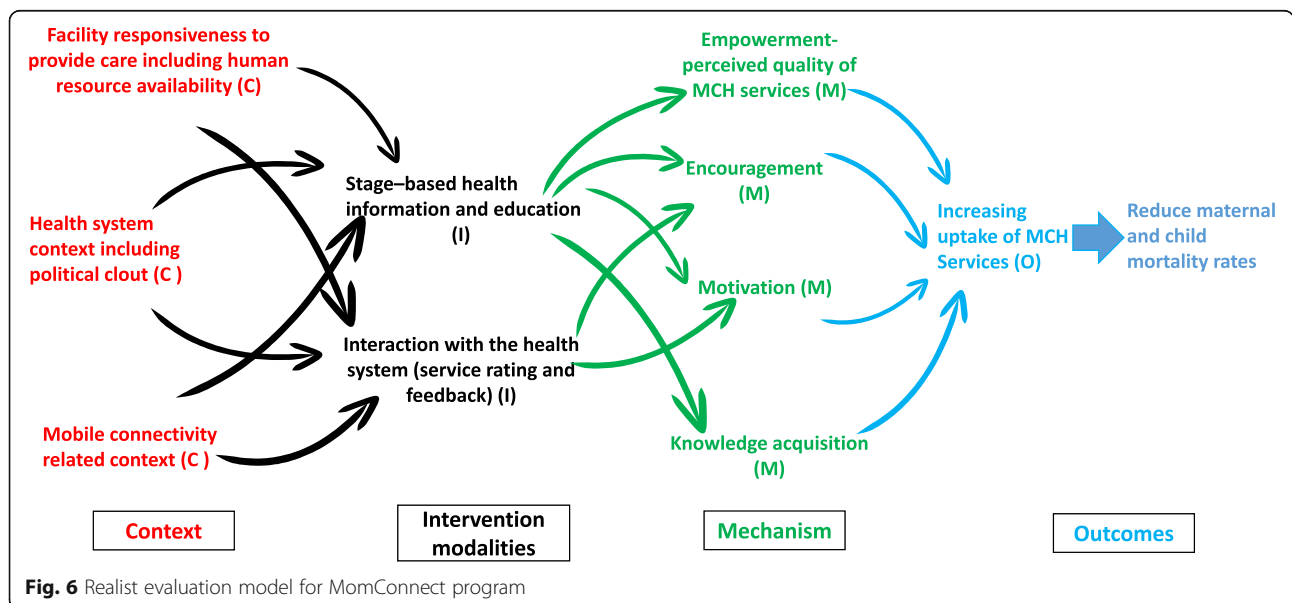 Facility responsiveness to
provide care including human
resource availability (C)
Health system
context including
political clout (C )
Mobile connectivity
related context (C )
Stage–based health
information and education
(I)
Interaction with the health
system (service rating and
feedback) (I)
Empowerment-
perceived quality of
MCH services (M)
Encouragement
(M)
Motivation (M)
Knowledge acquisition
(M)
Increasing
uptake of MCH
Services (O)
Reduce maternal
and child
mortality rates
Context
Intervention
modalities
Mechanism
Outcomes
Fig. 6 Realist evaluation model for MomConnect program